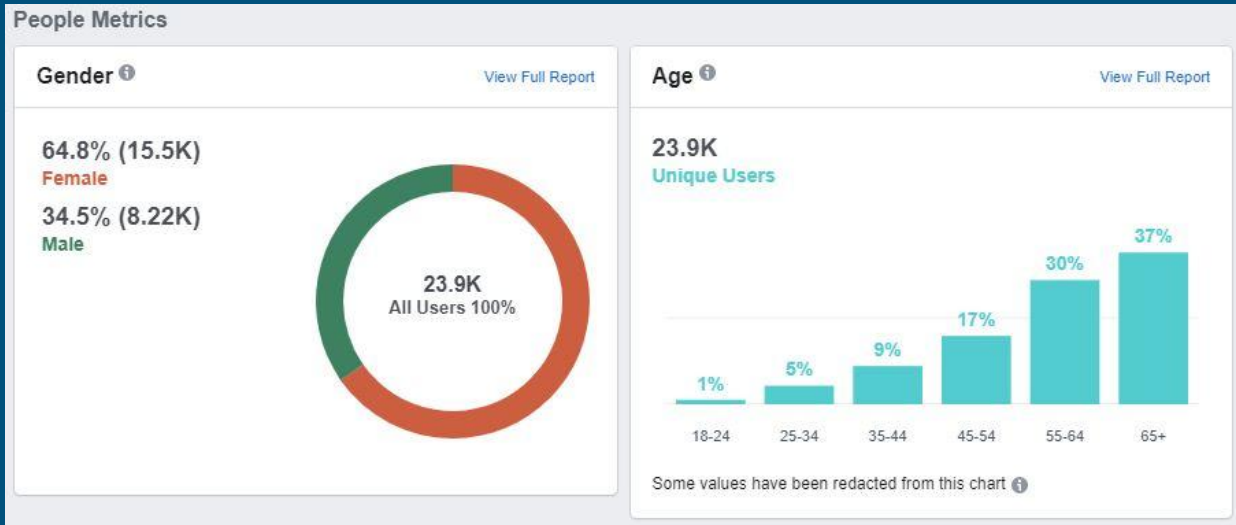 People Metrics
Gender
View Full Report
64.8% (15.5K)
Female
34.5% (8.22K)
Male
23.9K
All Users 100%
Age
View Full Report
23.9K
Unique Users
1%
5%
9%
17%
30%
37%
18-24
25-34
35-44
45-54
55-64
65+
Some values have been redacted from this chart